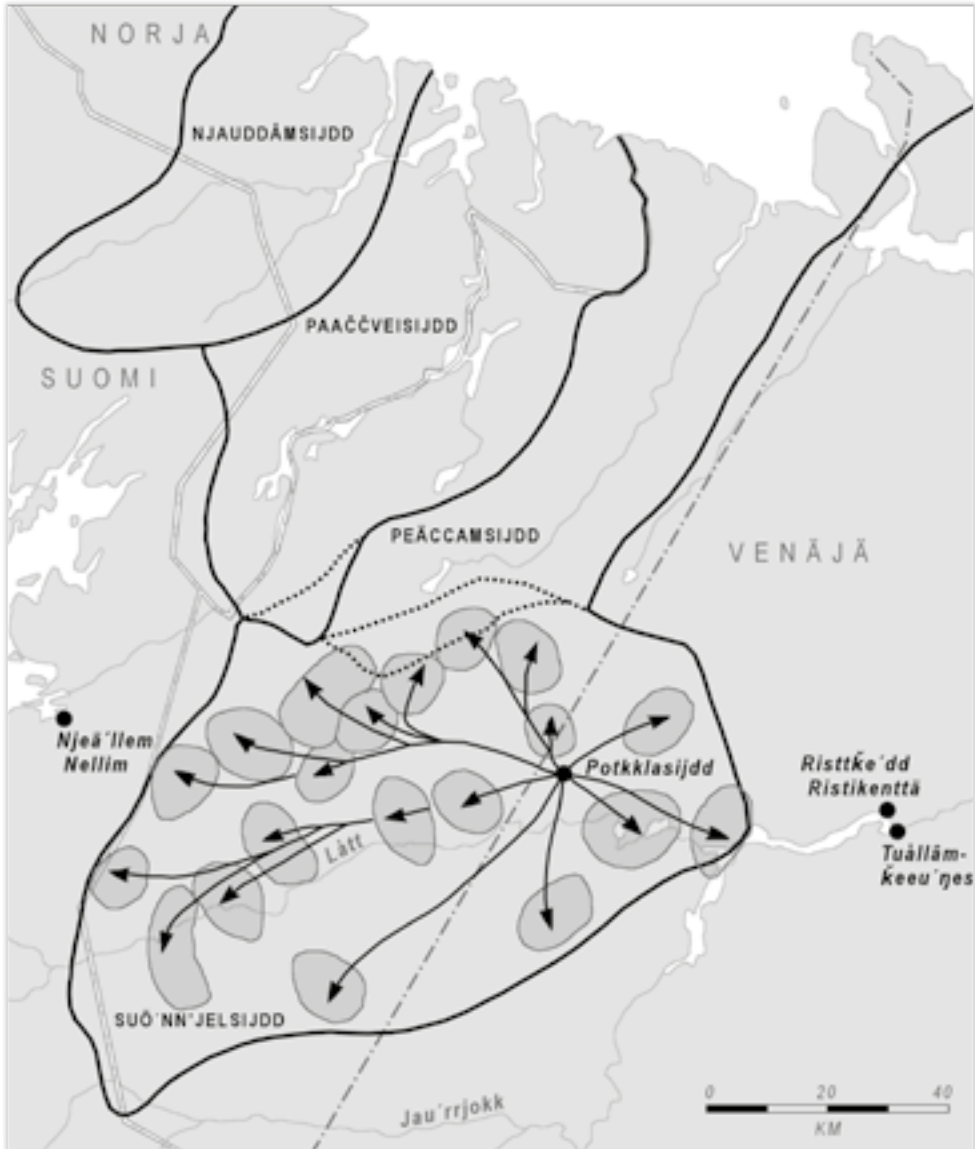 NORJA
NJAUDDÂMSIJDD
PAAČČVEISIJDD
SUOMI
PEÄCCAMSIJDD
VENÄJÄ
Njeä´llem
Nellim
Potkklasijdd
Risttǩe´dd
Ristikenttä
Tuållâm-
ǩeeu´ŋes
Lått
SUÕ´NN"JELSIJDD
Jau´rrjokk
0 20 40
KM